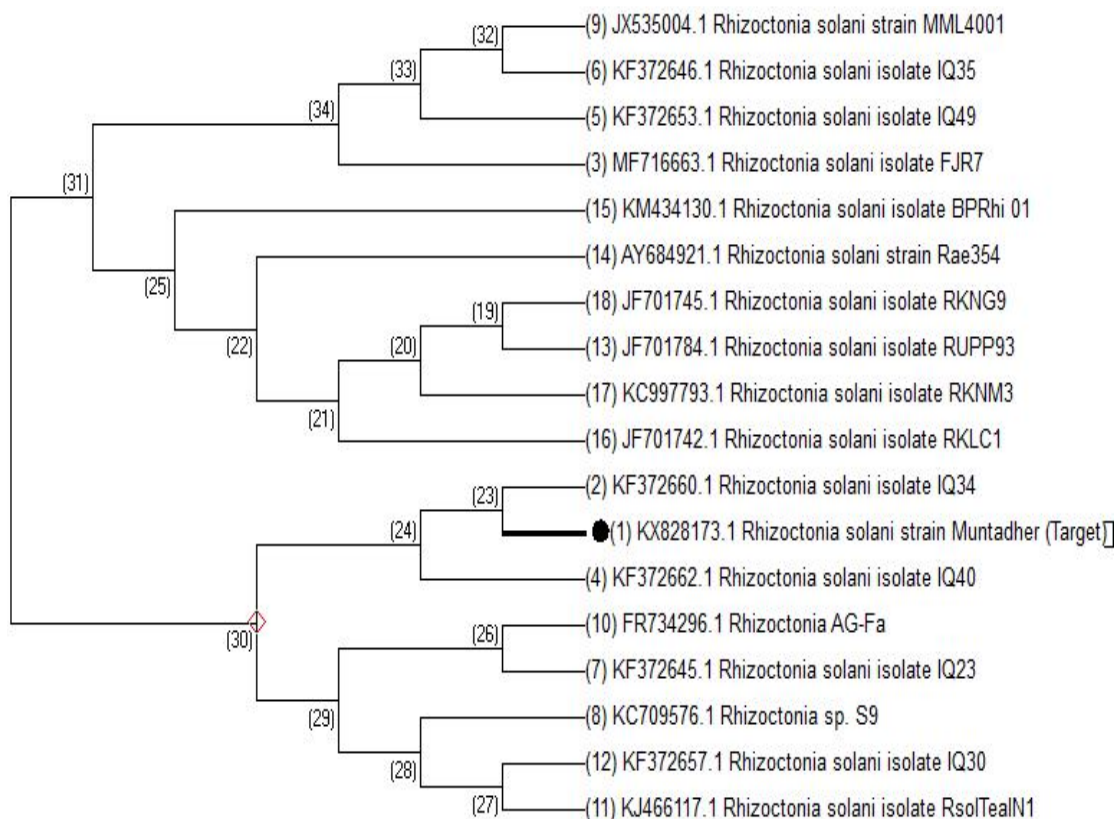 (9) JX535004.1 Rhizoctonia solani strain MML4001
(32)
(6) KF372646.1 Rhizoctonia solani isolate IQ35
(33)
(5) KF372653.1 Rhizoctonia solani isolate IQ49
(34)
(3) MF716663.1 Rhizoctonia solani isolate FJR7
(31)
(15) KM434130.1 Rhizoctonia solani isolate BPRhi 01
(14) AY684921.1 Rhizoctonia solani strain Rae354
(25)
(18) JF701745.1 Rhizoctonia solani isolate RKNG9
(19)
(22)
(20)
(13) JF701784.1 Rhizoctonia solani isolate RUPP93
(17) KC997793.1 Rhizoctonia solani isolate RKNM3
(21)
(16) JF701742.1 Rhizoctonia solani isolate RKLC1
(2) KF372660.1 Rhizoctonia solani isolate IQ34
(23)
(24)
(1) KX828173.1 Rhizoctonia solani strain Muntadher (Target)
(4) KF372662.1 Rhizoctonia solani isolate IQ40
(10) FR734296.1 Rhizoctonia AG-Fa
(30)
(26)
(7) KF372645.1 Rhizoctonia solani isolate IQ23
(29)
(8) KC709576.1 Rhizoctonia sp. S9
(12) KF372657.1 Rhizoctonia solani isolate IQ30
(28)
(27)
(11) KJ466117.1 Rhizoctonia solani isolate RsolTeaIN1